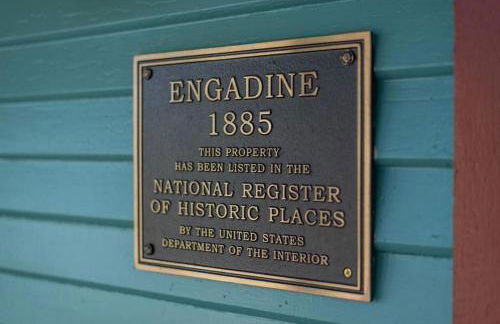 ENGADINE
1885
THIS PROPERTY
HAS BEEN LISTED IN THE
NATIONAL REGISTER
OF HISTORIC PLACES
BY THE UNITED STATES
DEPARTMENT OF THE INTERIOR